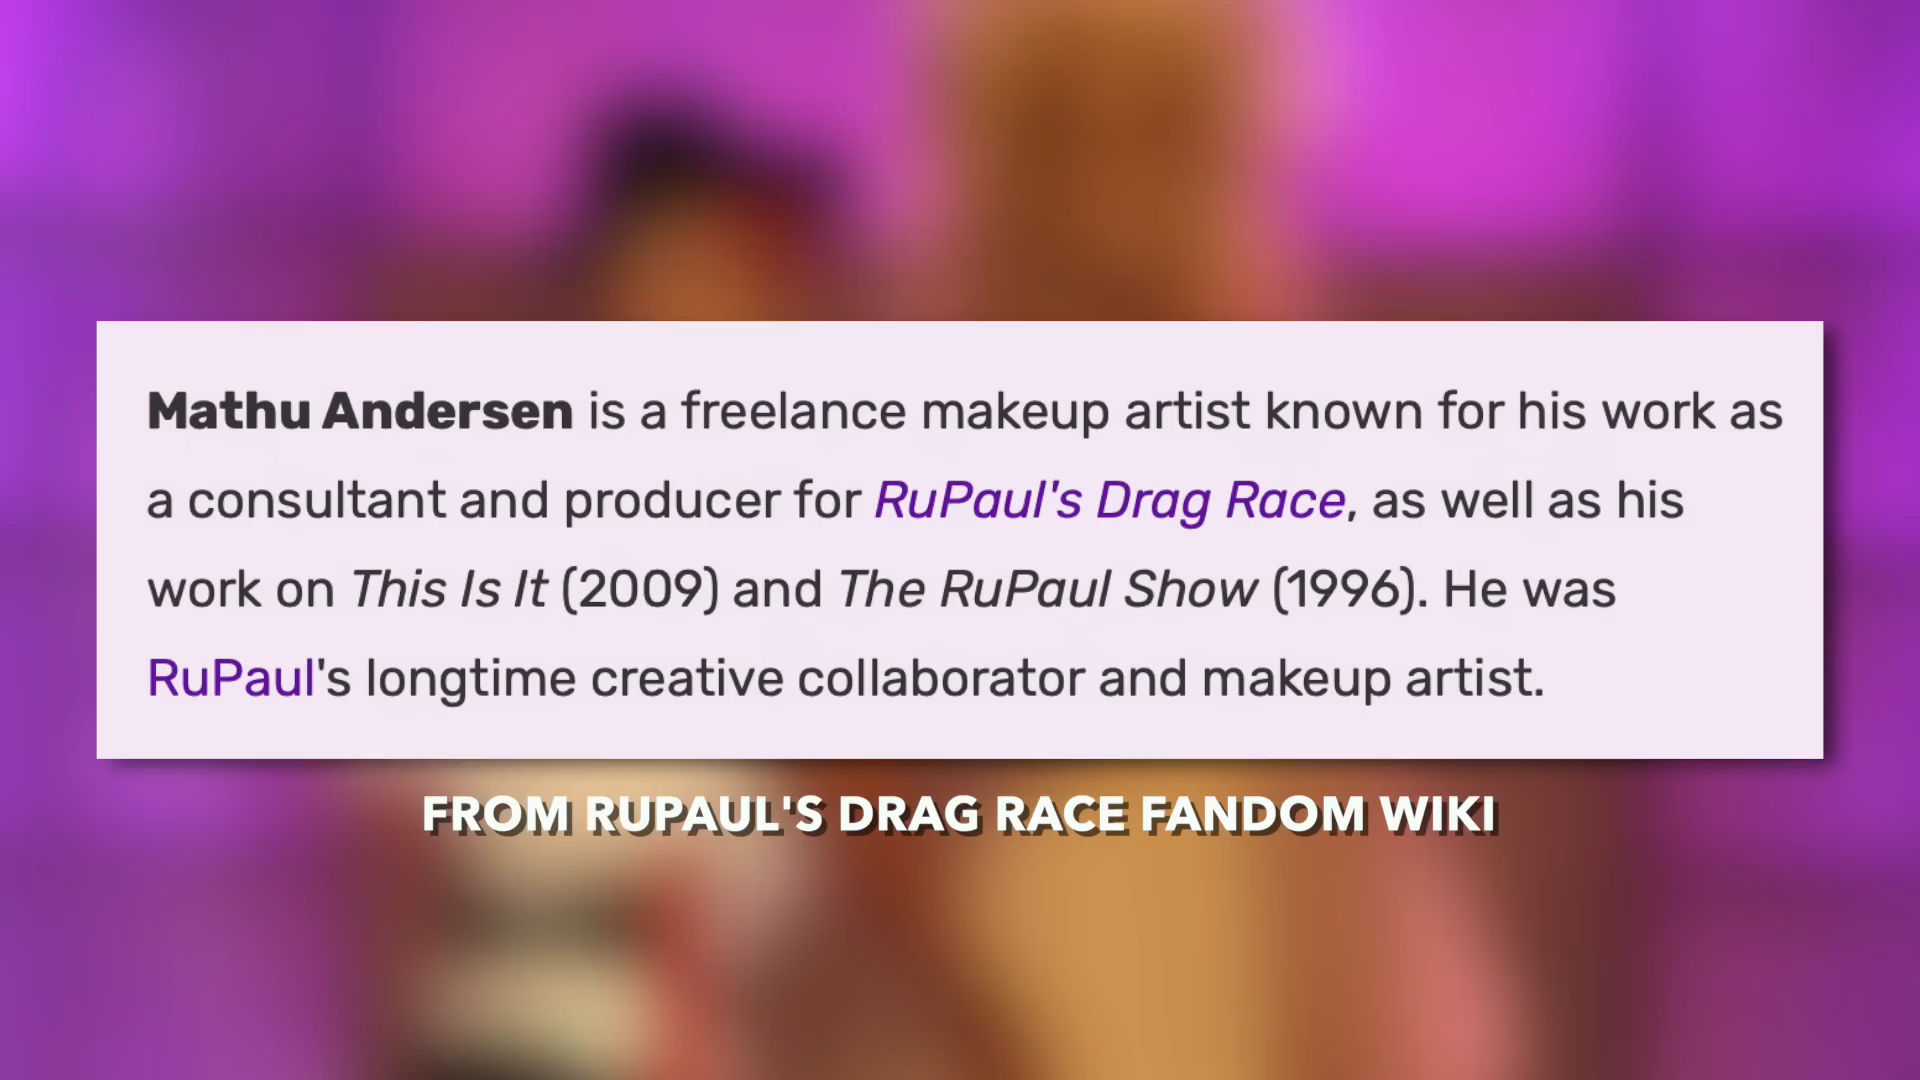 Mathu Andersen is a freelance makeup artist known for his work as
a consultant and producer for RuPaul's Drag Race, as well as his
work on This Is It (2009) and The RuPaul Show (1996). He was
RuPaul's longtime creative collaborator and makeup artist.
FROM RUPAUL'S DRAG RACE FANDOM WIKI